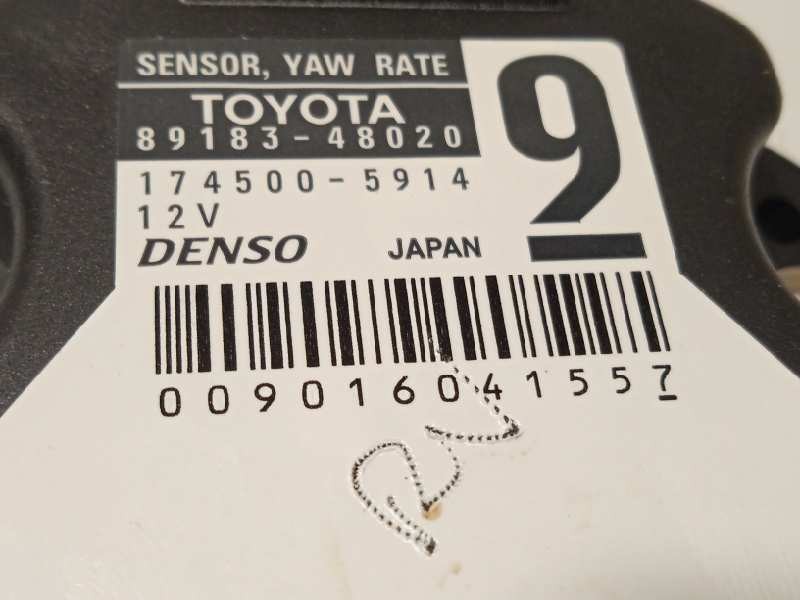 SENSOR, YAW RATE
TOYOTA
89183-48020
9
174500-5914
12V
DENSO JAPAN
009016041557